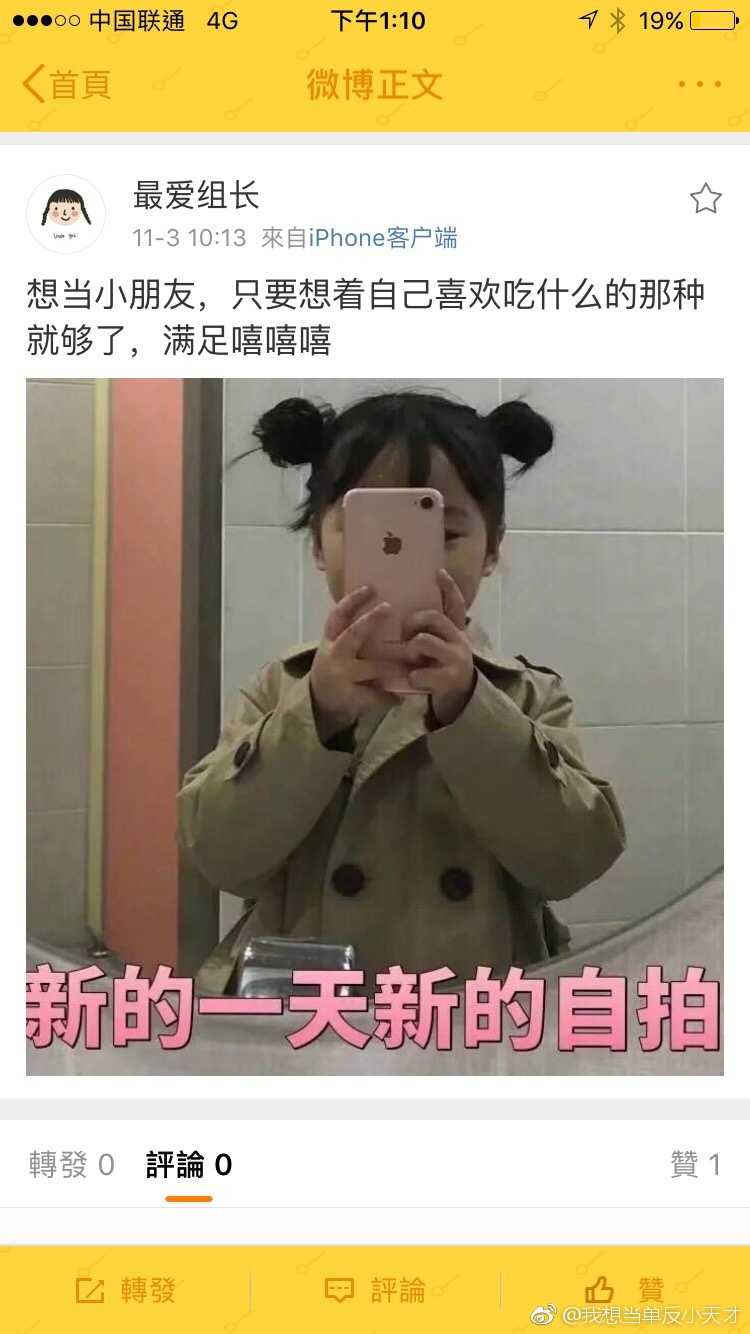 中国联通 4G 下午1:10 19%
首頁 微博正文
最爱组长
11-3 10:13 來自iPhone客户端
想当小朋友，只要想着自己喜欢吃什么的那种
就够了，满足嘻嘻嘻
新的一天新的自拍
轉發 0 評論 0 贊 1
轉發 評論 贊
@我想当单反小天才